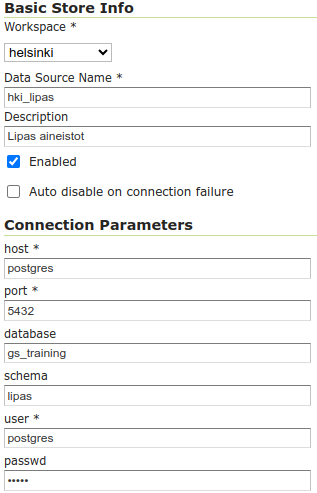 Basic Store Info
Workspace *
helsinki
Data Source Name *
hki_lipas
Description
Lipas aineistot
Enabled
Auto disable on connection failure
Connection Parameters
host *
postgres
port *
5432
database
gs_training
schema
lipas
user *
postgres
passwd
•••••